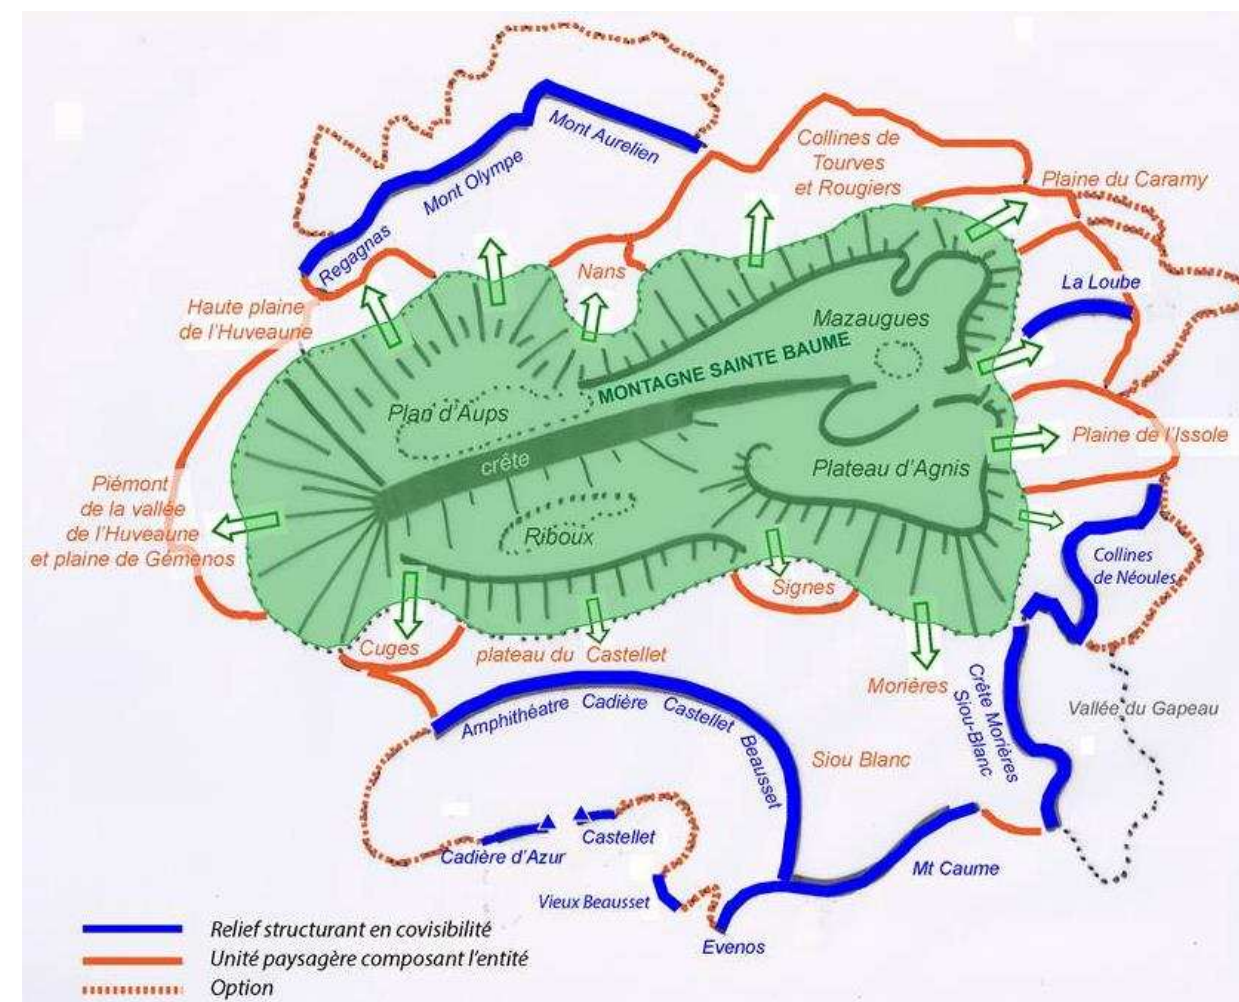 Mont Aurelien
Mont Olympe
Regagnas
Collines de
Tourves
et Rougiers
Plaine du Caramy
Nans
La Loube
Haute plaine
de l'Huveaune
Mazaugues
MONTAGNE SAINTE BAUME
Plan d'Aups
crête
Plaine de l'Issole
Plateau d'Agnis
Piémont
de la vallée
de l'Huveaune
et plaine de Gémenos
Riboux
Collines
de Néoules
Signes
Cuges
plateau du Castellet
Morières
Crête Morières
Siou-Blanc
Vallée du Gapeau
Amphithéatre Cadière Castellet Beausset
Siou Blanc
Castellet
Cadière d'Azur
Mt Caume
Vieux Beausset
Evenos
Relief structurant en covisibilité
Unité paysagère composant l'entité
Option